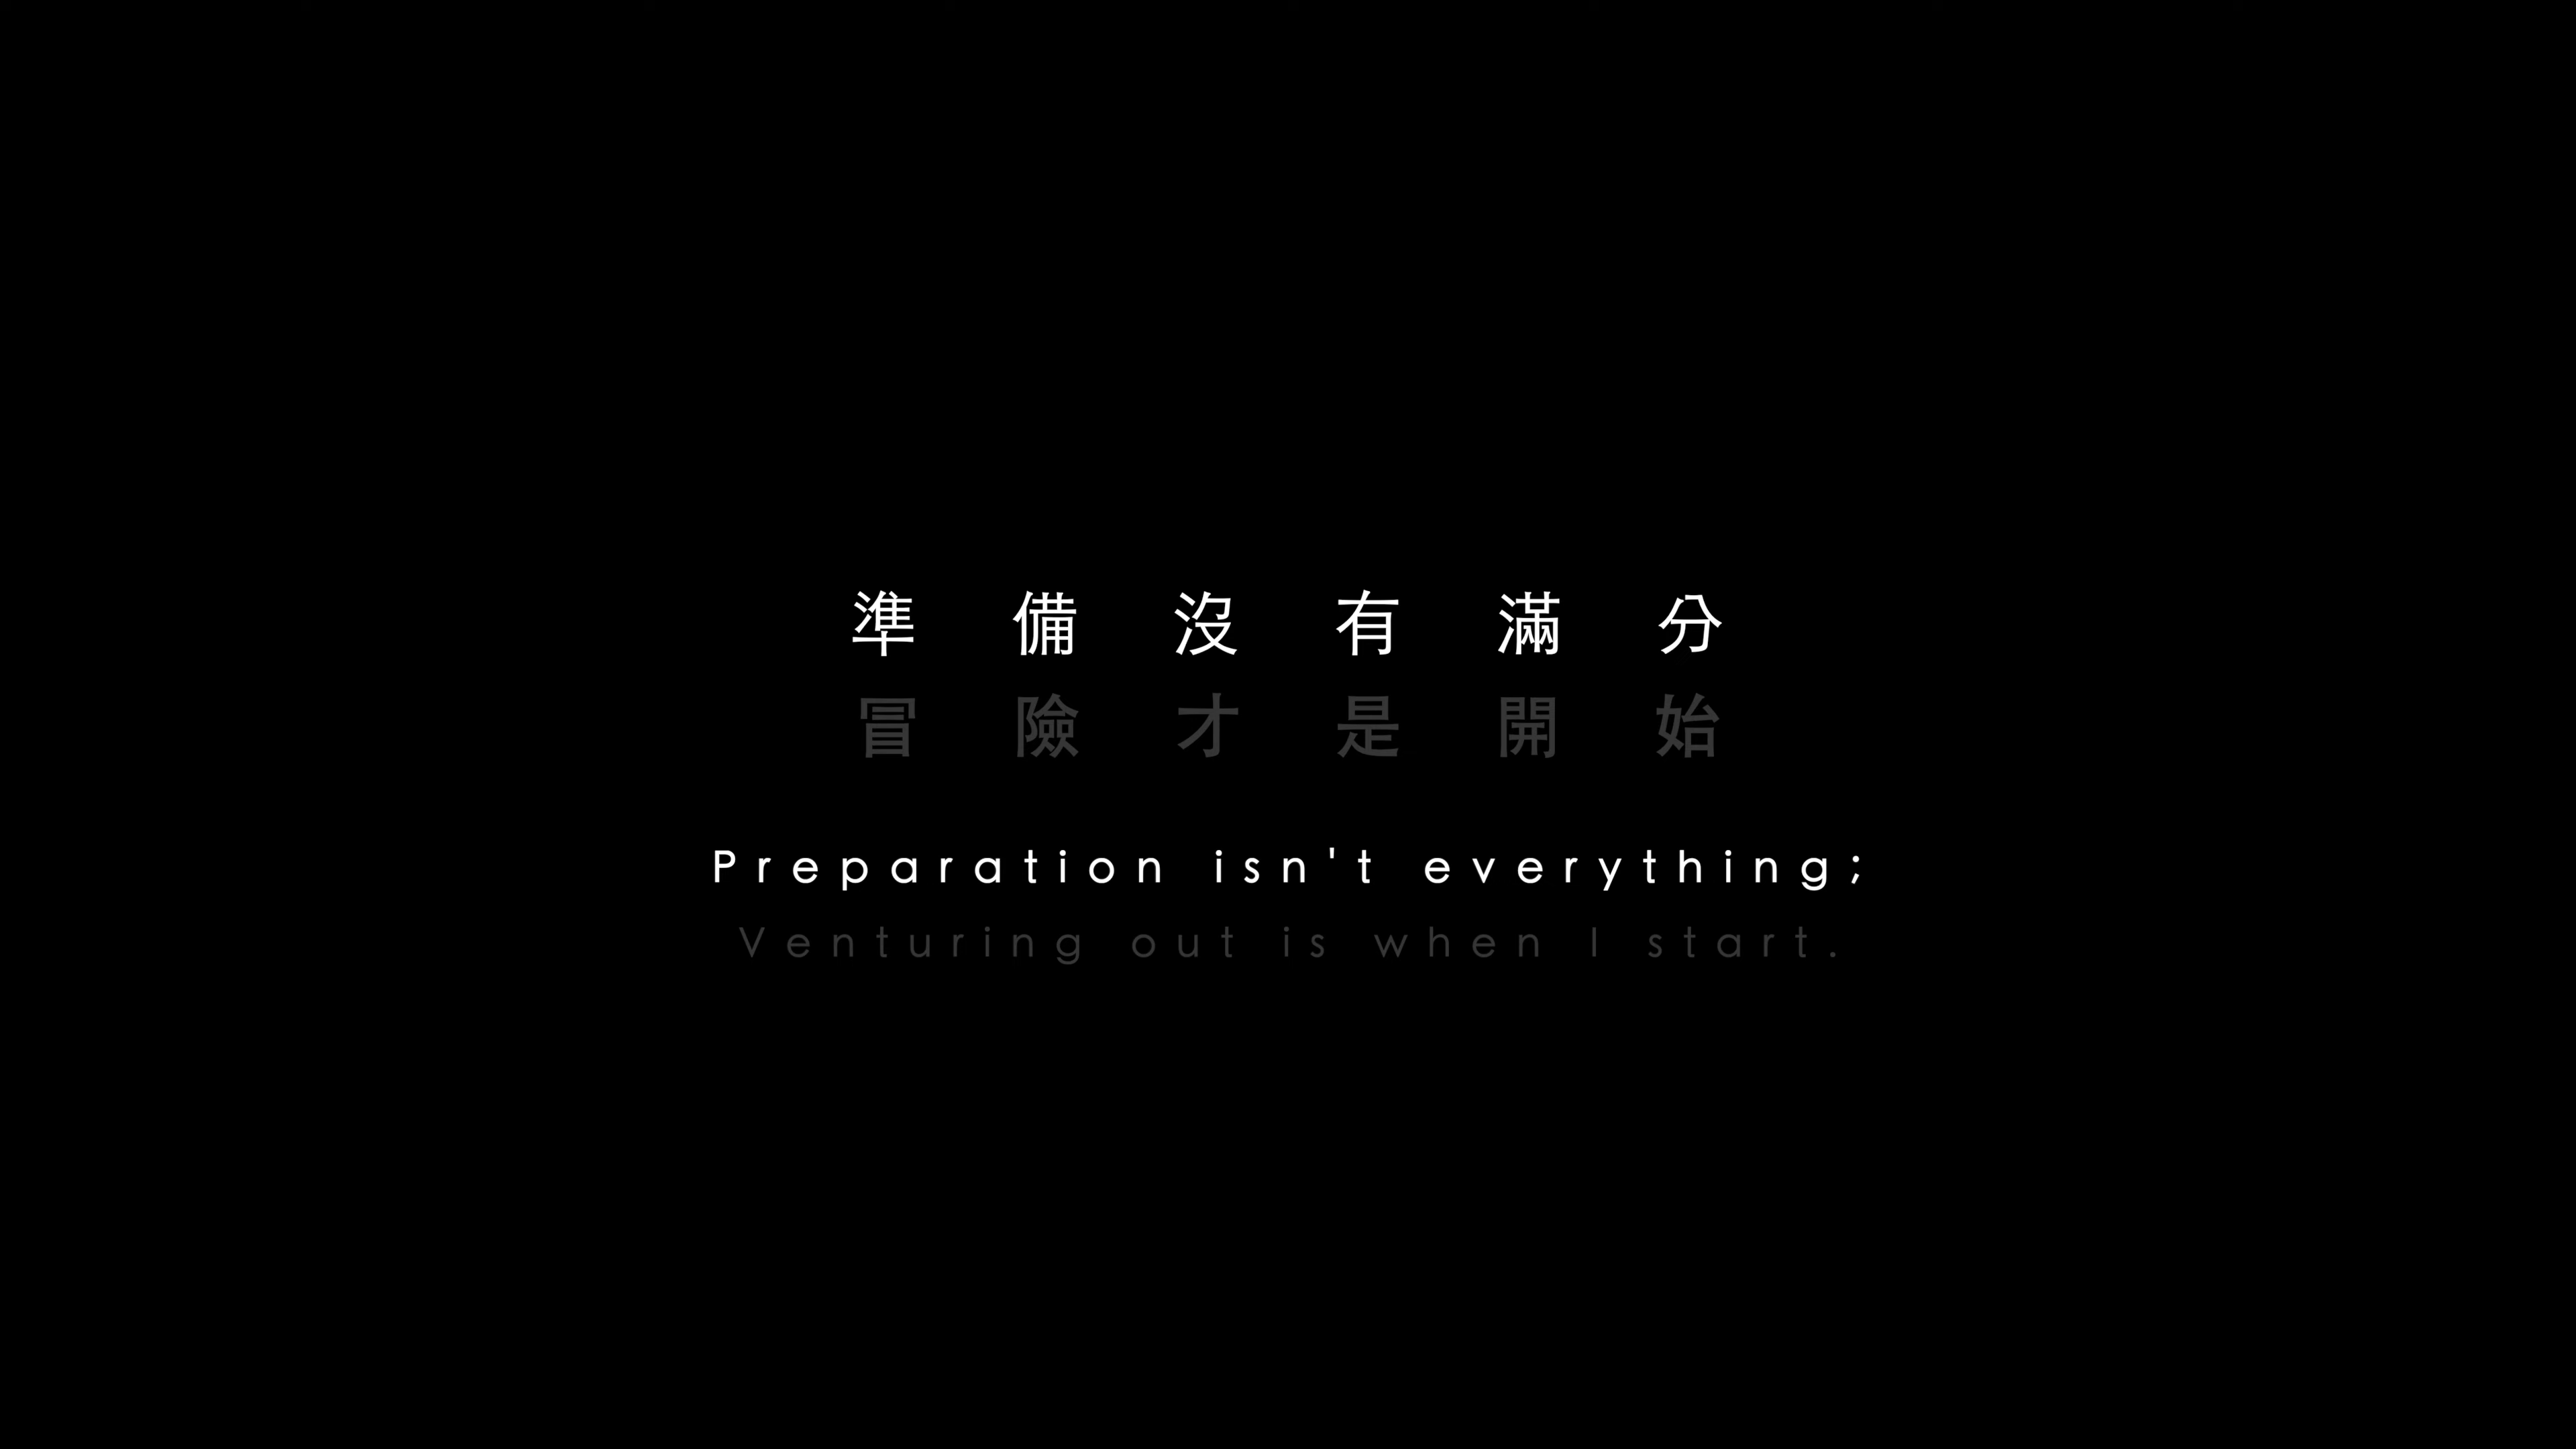 準備沒有滿分
冒險才是開始
Preparation isn't everything;
Venturing out is when I start.